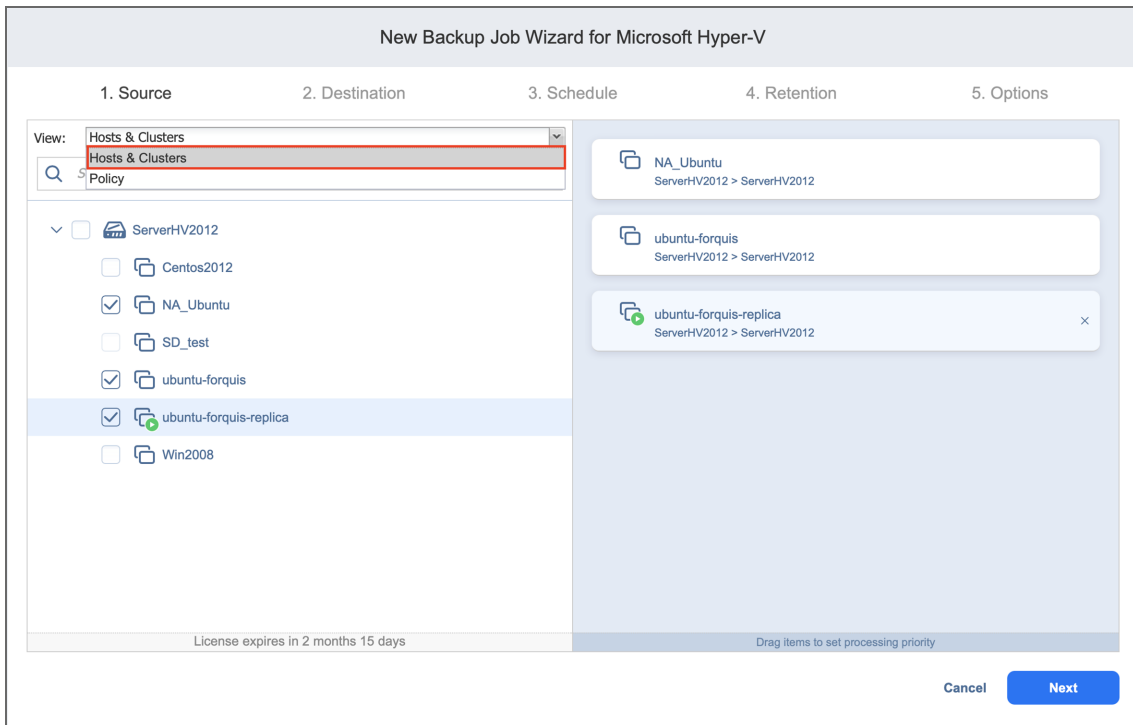 New Backup Job Wizard for Microsoft Hyper-V
1. Source 2. Destination 3. Schedule 4. Retention 5. Options
View: Hosts & Clusters
Hosts & Clusters
Policy
ServerHV2012
Centos2012
NA_Ubuntu
SD_test
ubuntu-forquis
ubuntu-forquis-replica
Win2008
License expires in 2 months 15 days
NA_Ubuntu
ServerHV2012 > ServerHV2012
ubuntu-forquis
ServerHV2012 > ServerHV2012
ubuntu-forquis-replica
ServerHV2012 > ServerHV2012
Drag items to set processing priority
Cancel Next